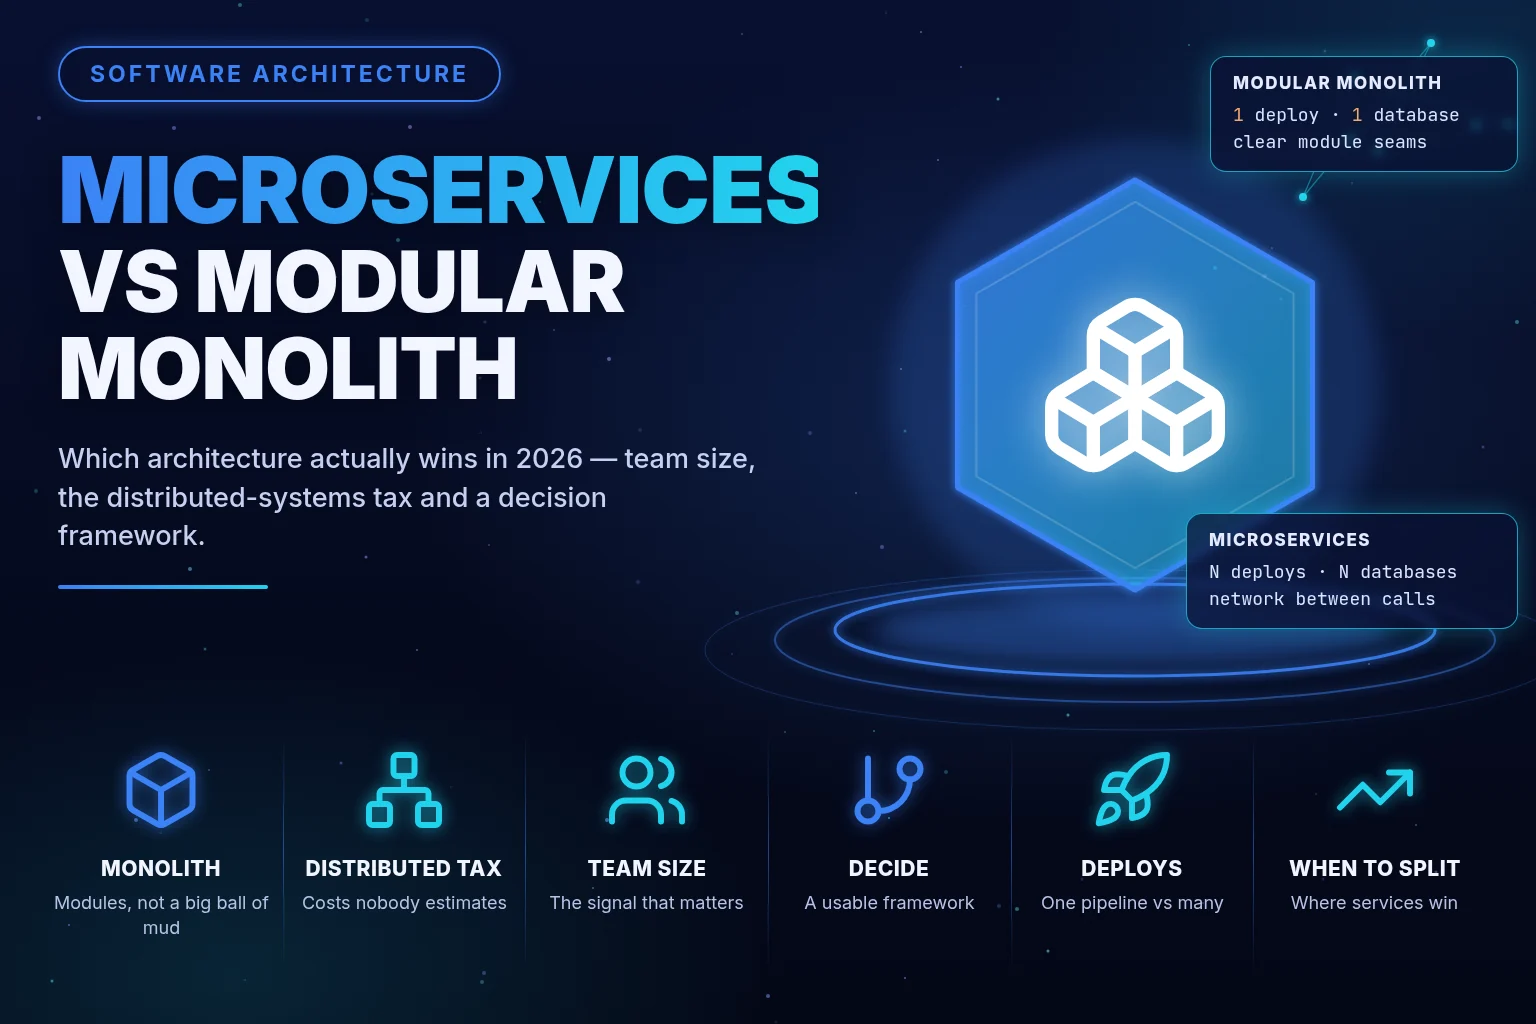 SOFTWARE ARCHITECTURE
MICROSERVICES
VS MODULAR
MONOLITH
Which architecture actually wins in 2026 — team size,
the distributed-systems tax and a decision
framework.
MODULAR MONOLITH
1 deploy · 1 database
clear module seams
MICROSERVICES
N deploys · N databases
network between calls
MONOLITH
Modules, not a big ball of
mud
DISTRIBUTED TAX
Costs nobody estimates
TEAM SIZE
The signal that matters
DECIDE
A usable framework
DEPLOYS
One pipeline vs many
WHEN TO SPLIT
Where services win